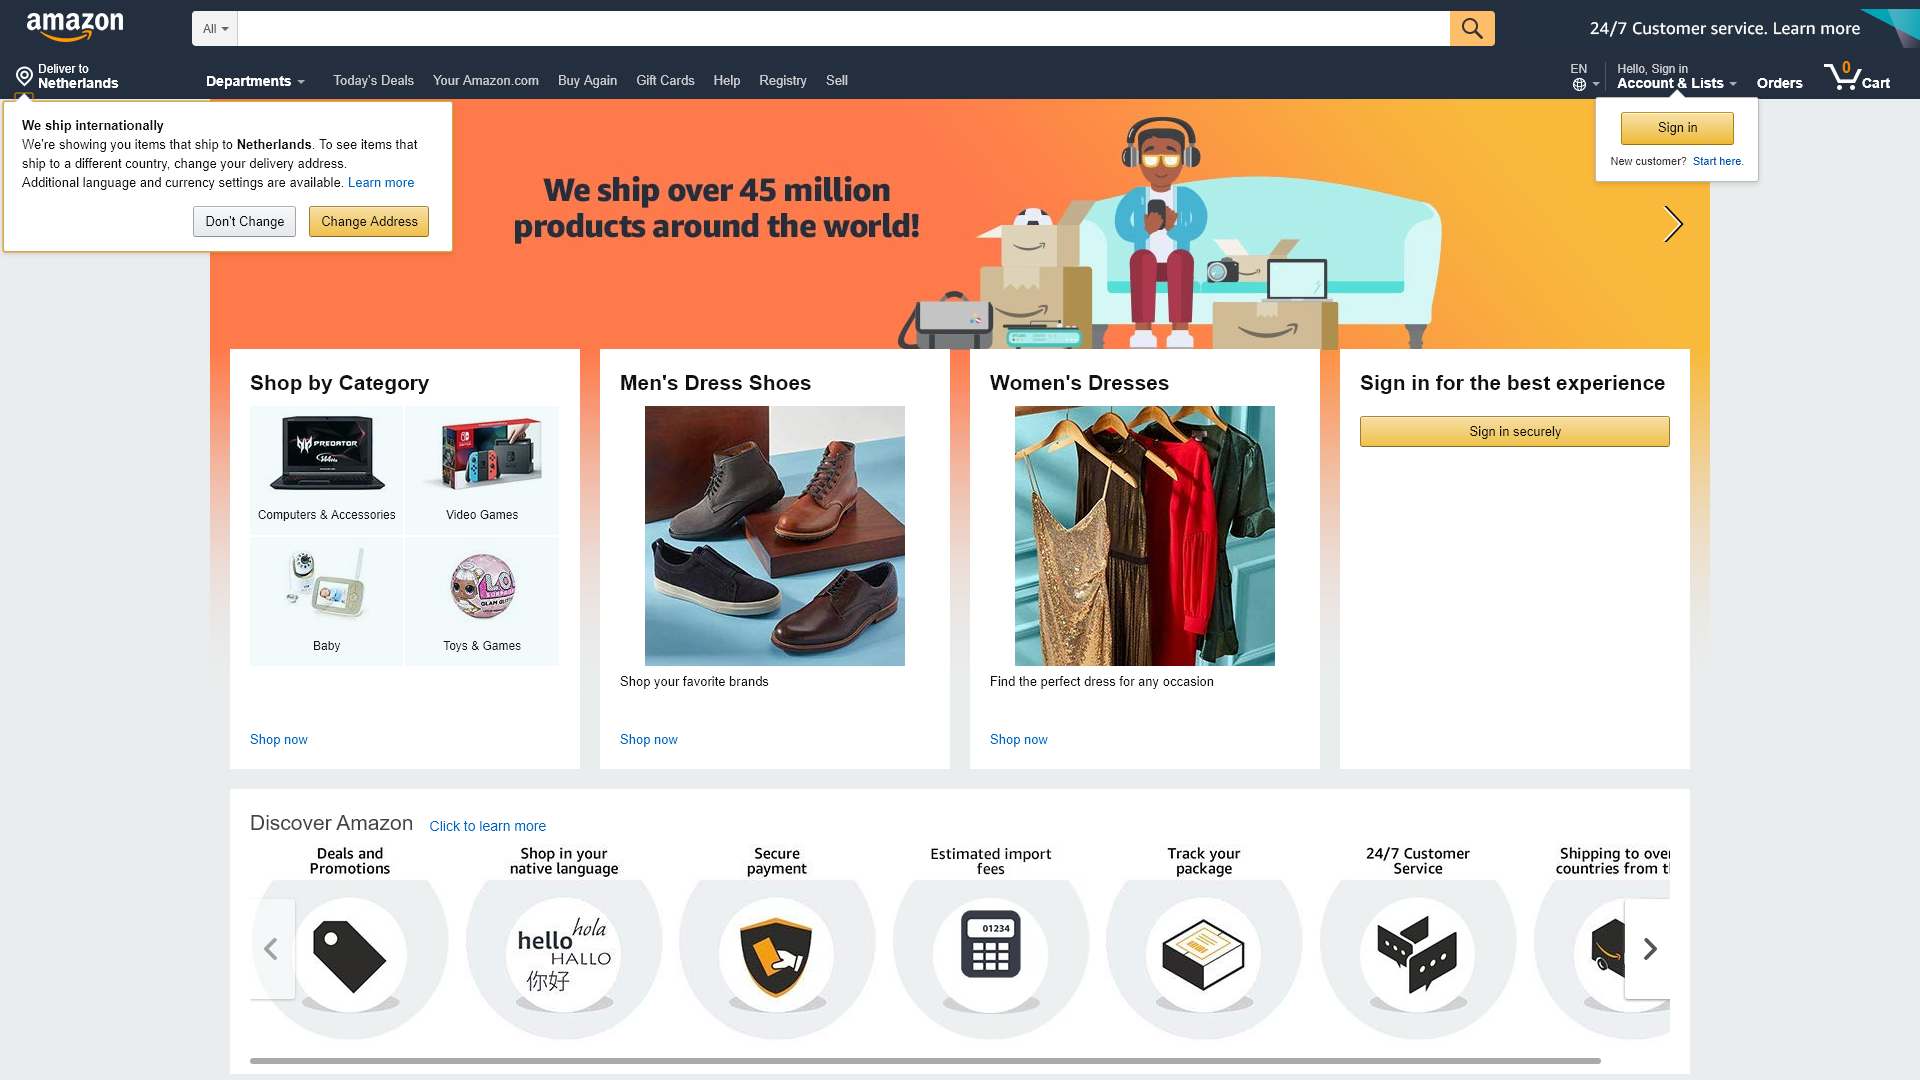 amazon
All
24/7 Customer service. Learn more
Deliver to
Netherlands
Departments
Today's Deals
Your Amazon.com
Buy Again
Gift Cards
Help
Registry
Sell
EN
Hello, Sign in
Account & Lists
Orders
0
Cart
We ship internationally
We're showing you items that ship to Netherlands. To see items that
ship to a different country, change your delivery address.
Additional language and currency settings are available. Learn more
Don't Change
Change Address
Sign in
New customer? Start here.
We ship over 45 million
products around the world!
Shop by Category
PREDATOR
Computers & Accessories
Video Games
Baby
Toys & Games
Shop now
Men's Dress Shoes
Shop your favorite brands
Shop now
Women's Dresses
Find the perfect dress for any occasion
Shop now
Sign in for the best experience
Sign in securely
Discover Amazon
Click to learn more
Deals and
Promotions
Shop in your
native language
hola
hello
HALLO
你好
Secure
payment
Estimated import
fees
01234
Track your
package
24/7 Customer
Service
Shipping to over
countries from th